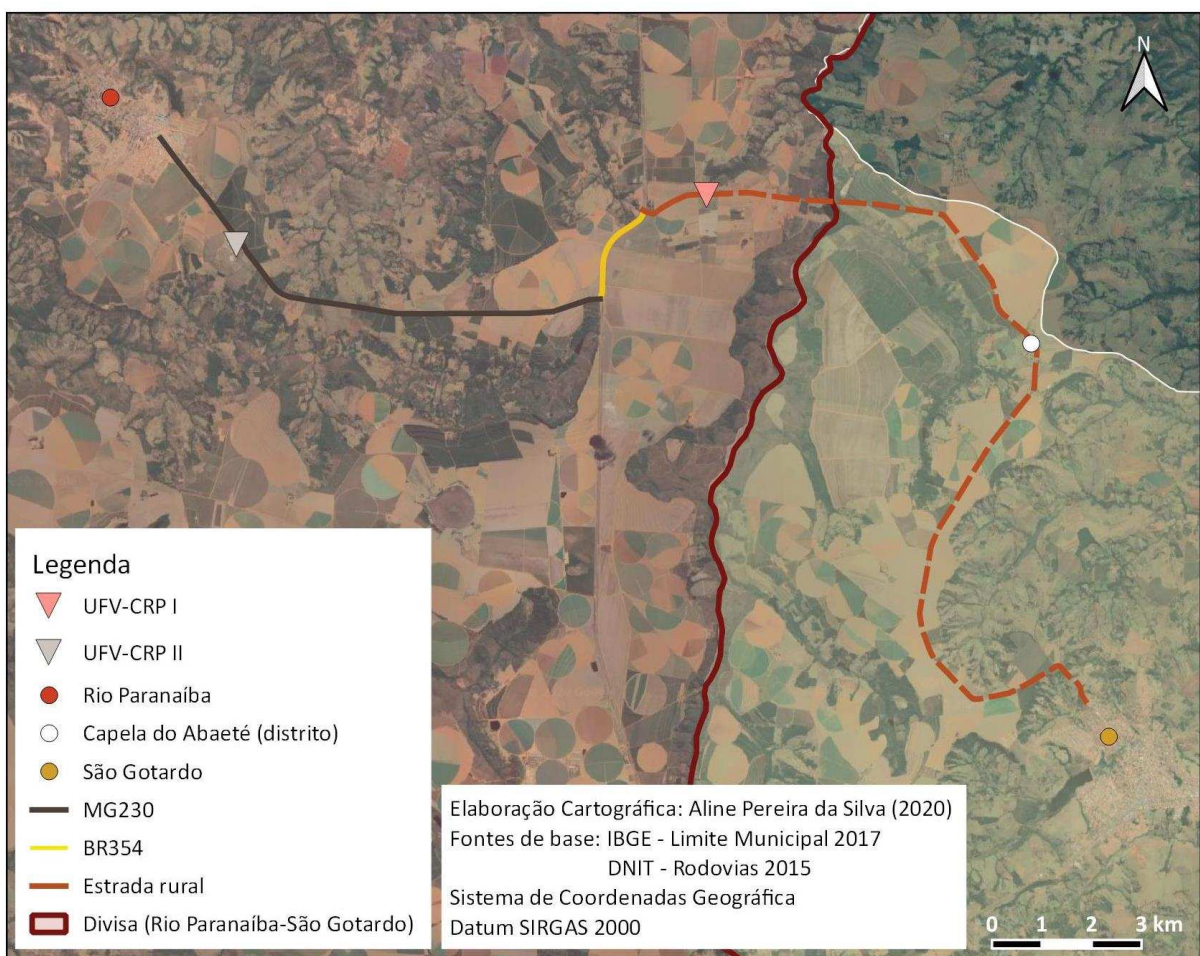 N
Legenda
UFV-CRP I
UFV-CRP II
Rio Paranaíba
Capela do Abaeté (distrito)
São Gotardo
MG230
BR354
Estrada rural
Divisa (Rio Paranaíba-São Gotardo)
Elaboração Cartográfica: Aline Pereira da Silva (2020)
Fontes de base: IBGE - Limite Municipal 2017
DNIT - Rodovias 2015
Sistema de Coordenadas Geográfica
Datum SIRGAS 2000
0 1 2 3 km